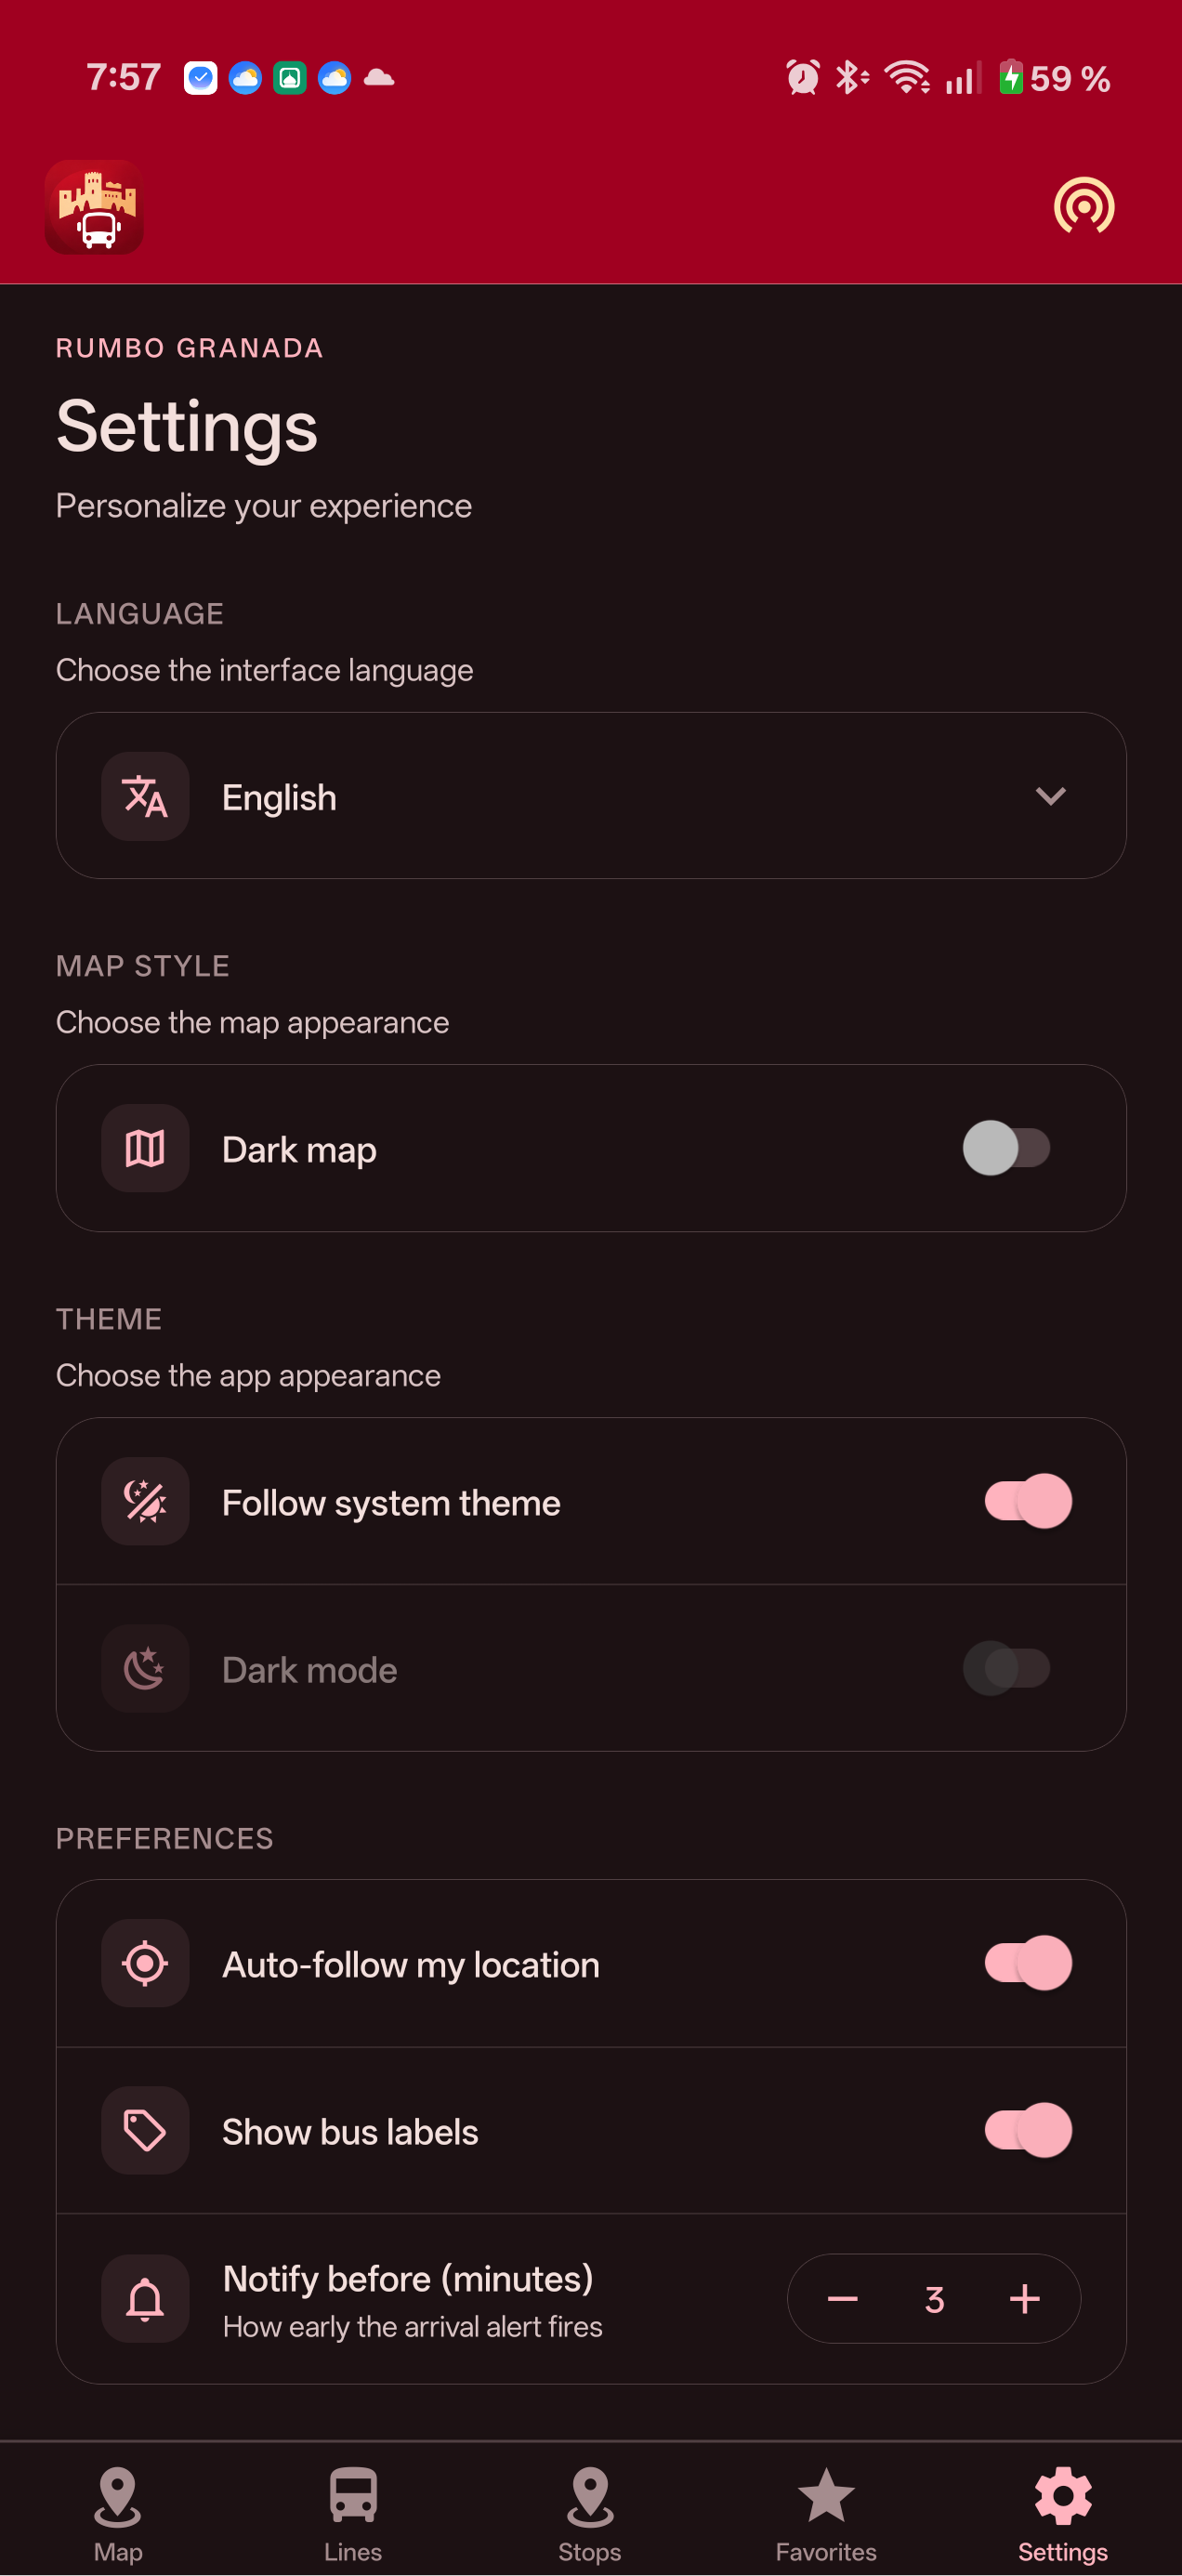 7:57
59 %
RUMBO GRANADA
Settings
Personalize your experience
LANGUAGE
Choose the interface language
English
MAP STYLE
Choose the map appearance
Dark map
THEME
Choose the app appearance
Follow system theme
Dark mode
PREFERENCES
Auto-follow my location
Show bus labels
Notify before (minutes)
How early the arrival alert fires
3
Map
Lines
Stops
Favorites
Settings